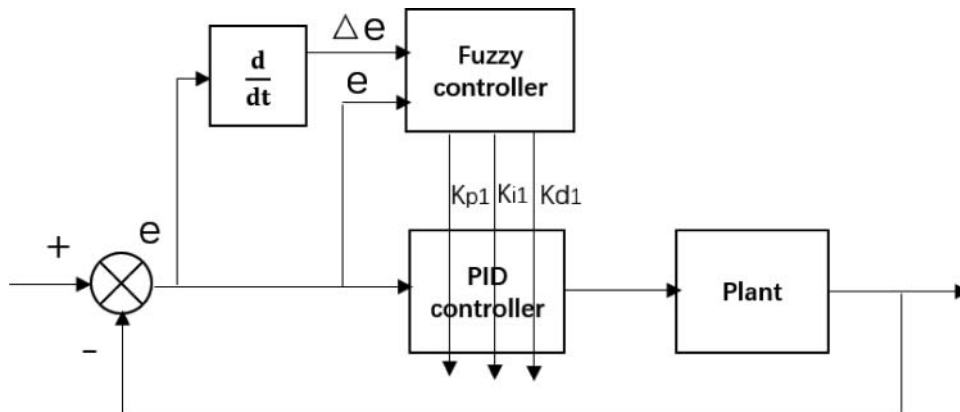 △e
d
dt
e
Fuzzy
controller
Kp1 Ki1 Kd1
e
+
-
PID
controller
Plant